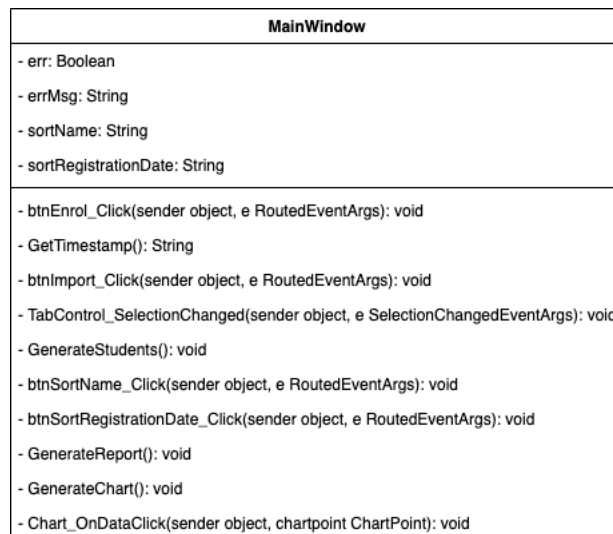 MainWindow
- err: Boolean
- errMsg: String
- sortName: String
- sortRegistrationDate: String
- btnEnrol_Click(sender object, e RoutedEventArgs): void
- GetTimestamp(): String
- btnImport_Click(sender object, e RoutedEventArgs): void
- TabControl_SelectionChanged(sender object, e SelectionChangedEventArgs): void
- GenerateStudents(): void
- btnSortName_Click(sender object, e RoutedEventArgs): void
- btnSortRegistrationDate_Click(sender object, e RoutedEventArgs): void
- GenerateReport(): void
- GenerateChart(): void
- Chart_OnDataClick(sender object, chartpoint ChartPoint): void